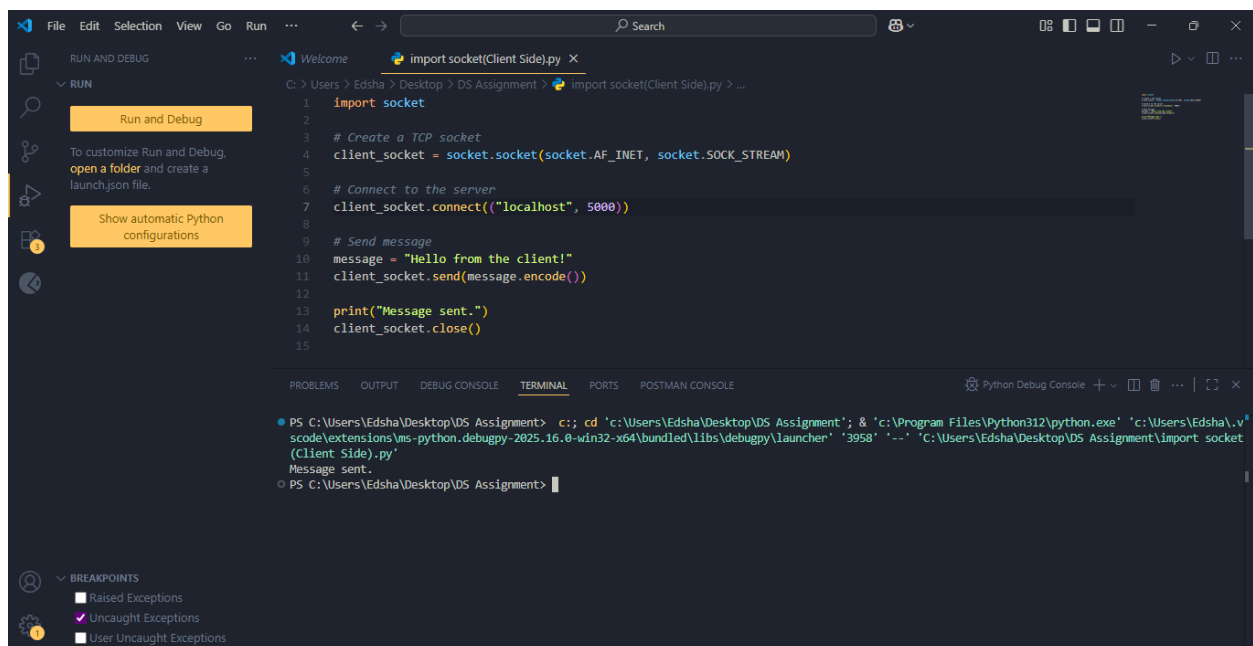 File Edit Selection View Go Run ... Search
RUN AND DEBUG ...
RUN
Run and Debug
To customize Run and Debug,
open a folder and create a
launch.json file.
Show automatic Python
configurations
3
BREAKPOINTS
Raised Exceptions
Uncaught Exceptions
User Uncaught Exceptions
1
Welcome import socket(Client Side).py
C: > Users > Edsha > Desktop > DS Assignment > import socket(Client Side).py > ...
1 import socket
2
3 # Create a TCP socket
4 client_socket = socket.socket(socket.AF_INET, socket.SOCK_STREAM)
5
6 # Connect to the server
7 client_socket.connect(("localhost", 5000))
8
9 # Send message
10 message = "Hello from the client!"
11 client_socket.send(message.encode())
12
13 print("Message sent.")
14 client_socket.close()
15
PROBLEMS OUTPUT DEBUG CONSOLE TERMINAL PORTS POSTMAN CONSOLE Python Debug Console
PS C:\Users\Edsha\Desktop\DS Assignment> c:; cd 'c:\Users\Edsha\Desktop\DS Assignment'; & 'c:\Program Files\Python312\python.exe' 'c:\Users\Edsha\.v
scode\extensions\ms-python.debugpy-2025.16.0-win32-x64\bundled\libs\debugpy\launcher' '3958' '--' 'C:\Users\Edsha\Desktop\DS Assignment\import socket
(Client Side).py'
Message sent.
PS C:\Users\Edsha\Desktop\DS Assignment>